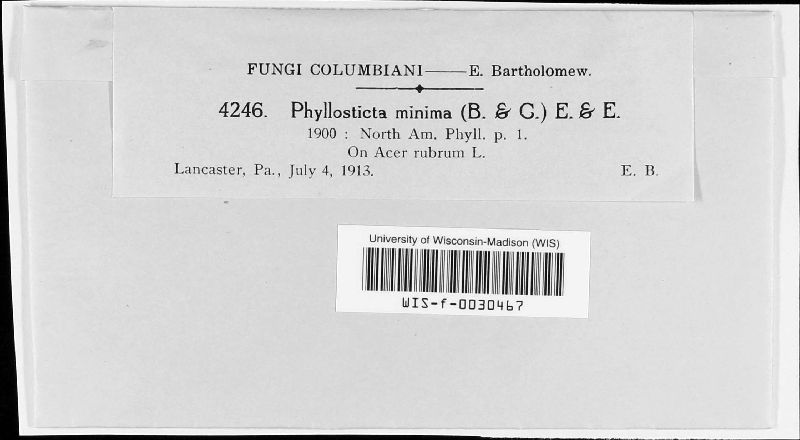 FUNGI COLUMBIANI——E. Bartholomew.
4246. Phyllosticta minima (B. & C.) E. & E.
1900 : North Am. Phyll. p. 1.
On Acer rubrum L.
Lancaster, Pa., July 4, 1913. E. B.
University of Wisconsin-Madison (WIS)
WIS-f-0030467